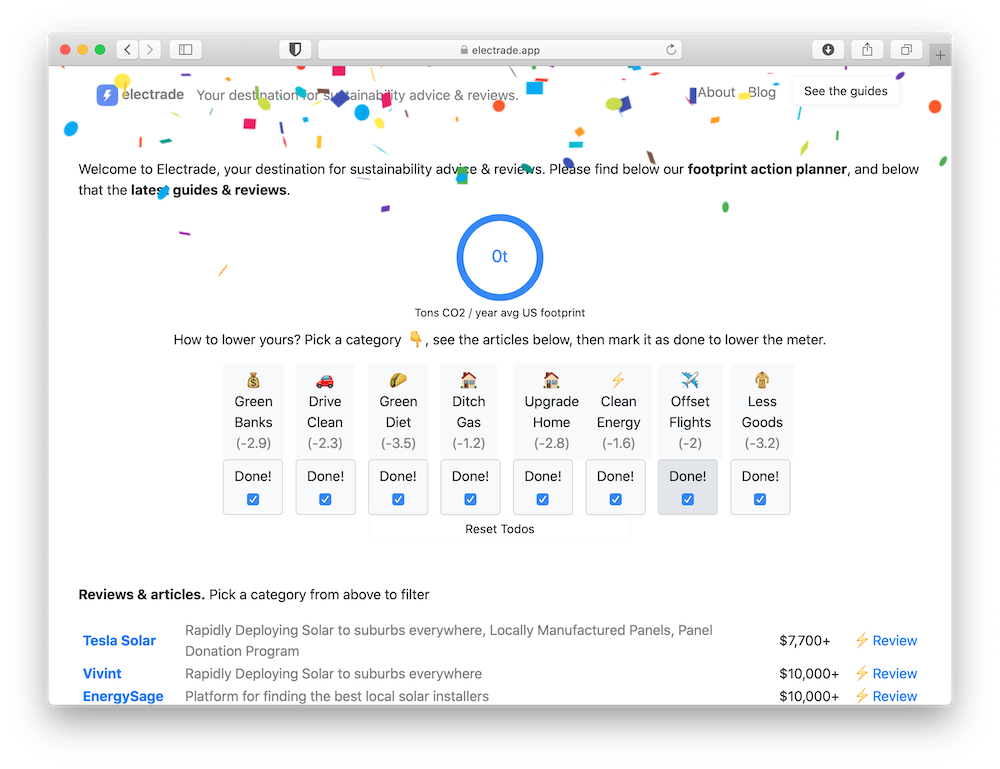 electrade.app
electrade Your destination for sustainability advice & reviews. About Blog See the guides
Welcome to Electrade, your destination for sustainability advice & reviews. Please find below our footprint action planner, and below
that the latest guides & reviews.
0t
Tons CO2 / year avg US footprint
How to lower yours? Pick a category 👇, see the articles below, then mark it as done to lower the meter.
Green Drive Green Ditch Upgrade Clean Offset Less
Banks Clean Diet Gas Home Energy Flights Goods
(-2.9) (-2.3) (-3.5) (-1.2) (-2.8) (-1.6) (-2) (-3.2)
Done! Done! Done! Done! Done! Done! Done! Done!
Reset Todos
Reviews & articles. Pick a category from above to filter
Tesla Solar Rapidly Deploying Solar to suburbs everywhere, Locally Manufactured Panels, Panel
Donation Program $7,700+ ⚡ Review
Vivint Rapidly Deploying Solar to suburbs everywhere $10,000+ ⚡ Review
EnergySage Platform for finding the best local solar installers $10,000+ ⚡ Review